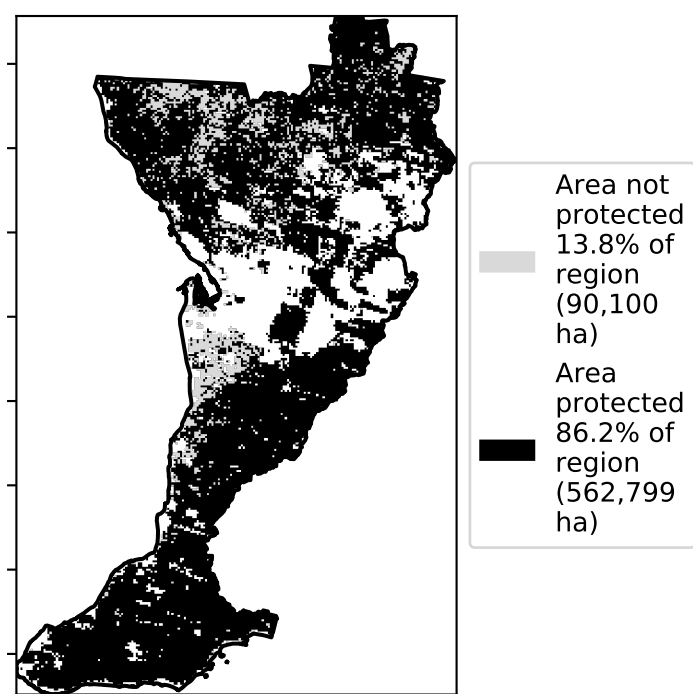 Area not
protected
13.8% of
region
(90,100
ha)
Area
protected
86.2% of
region
(562,799
ha)